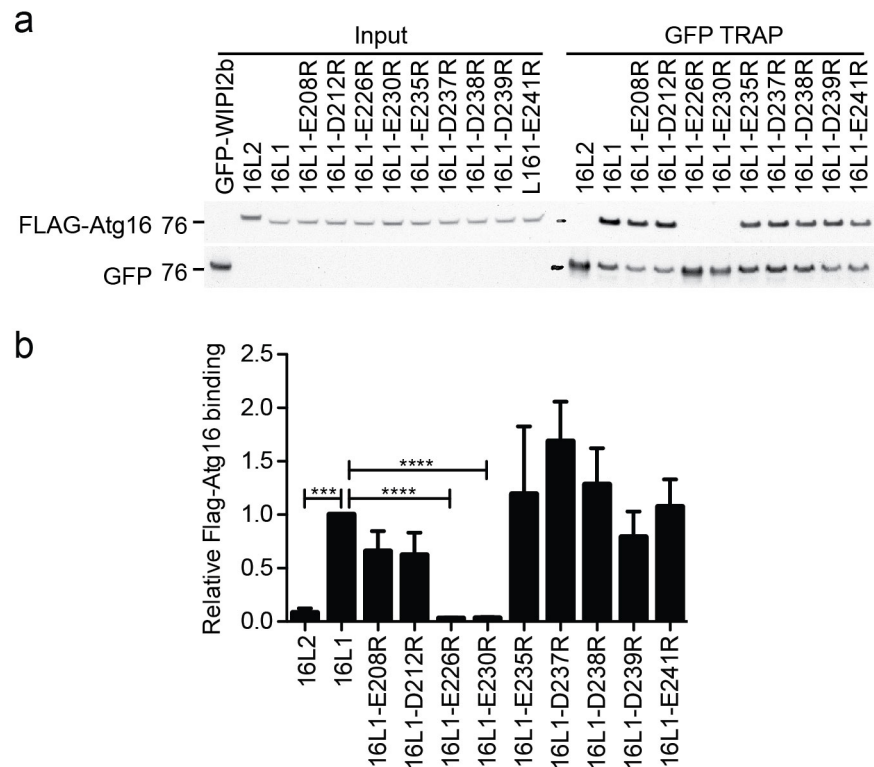 a
Input
GFP TRAP
GFP-WIPI2b
16L2
16L1
16L1-E208R
16L1-D212R
16L1-E226R
16L1-E230R
16L1-E235R
16L1-D237R
16L1-D238R
16L1-D239R
L161-E241R
16L2
16L1
16L1-E208R
16L1-D212R
16L1-E226R
16L1-E230R
16L1-E235R
16L1-D237R
16L1-D238R
16L1-D239R
16L1-E241R
FLAG-Atg16 76
GFP 76
b
Relative Flag-Atg16 binding
2.5
2.0
1.5
1.0
0.5
0.0
****
*** ****
16L2
16L1
16L1-E208R
16L1-D212R
16L1-E226R
16L1-E230R
16L1-E235R
16L1-D237R
16L1-D238R
16L1-D239R
16L1-E241R